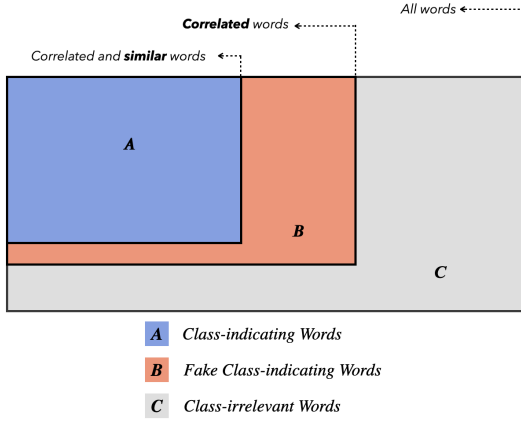 All words
Correlated words
Correlated and similar words
A
B
C
A Class-indicating Words
B Fake Class-indicating Words
C Class-irrelevant Words